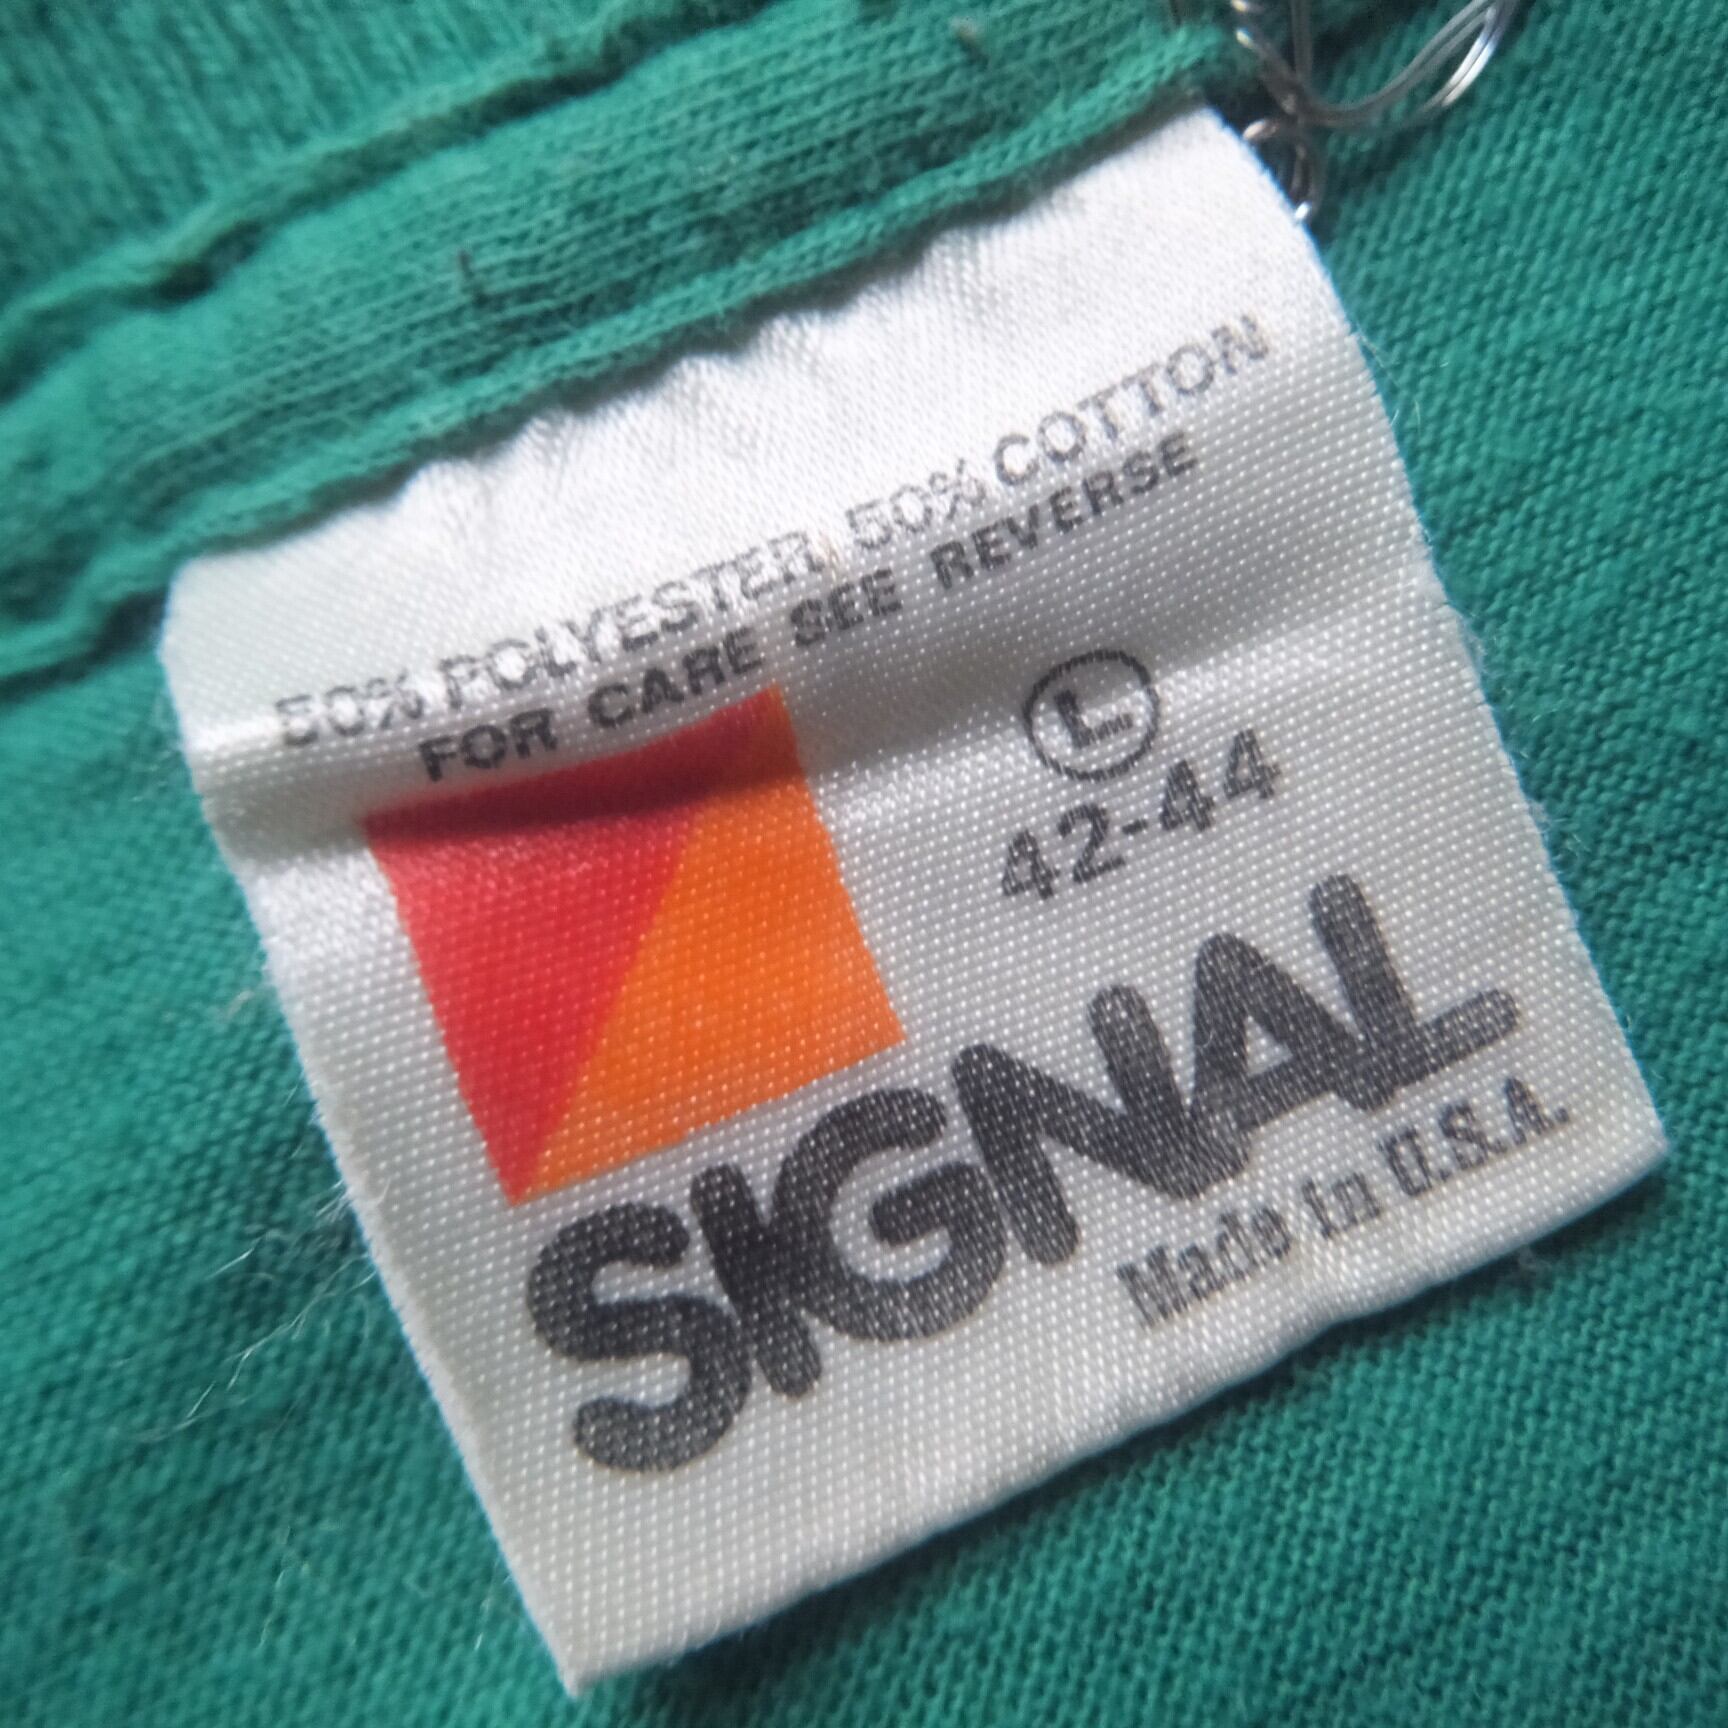 50% POLYESTER 50% COTTON
FOR CARE SEE REVERSE
L
42-44
SIGNAL
Made in U.S.A.